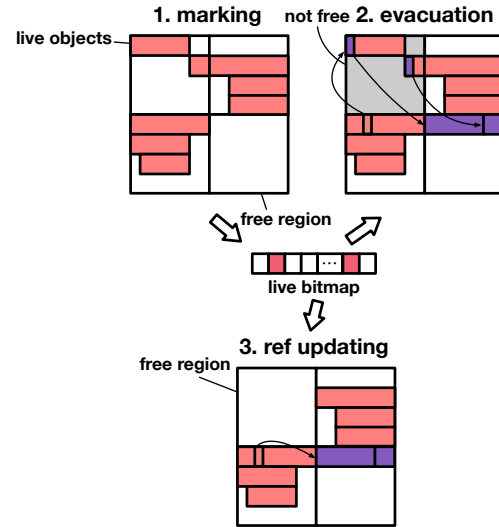 1. marking
not free
2. evacuation
live objects
free region
...
live bitmap
3. ref updating
free region